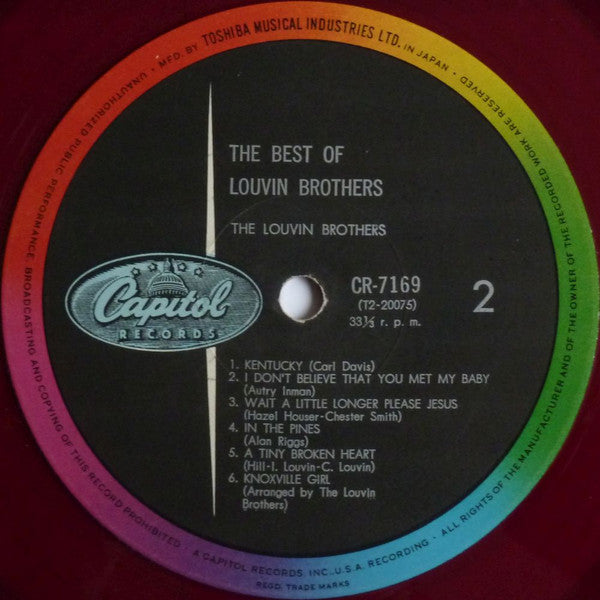 UNAUTHORIZED PUBLIC PERFORMANCE, BROADCASTING AND COPYING OF THIS RECORD PROHIBITED • MFD. BY TOSHIBA MUSICAL INDUSTRIES LTD. IN JAPAN • ALL RIGHTS OF THE MANUFACTURER AND OF THE OWNER OF THE RECORDED WORK ARE RESERVED •
THE BEST OF
LOUVIN BROTHERS
THE LOUVIN BROTHERS
Capitol
RECORDS
CR-7169
(T2-20075)
33⅓ r. p. m.
2
1. KENTUCKY (Carl Davis)
2. I DON'T BELIEVE THAT YOU MET MY BABY
(Autry Inman)
3. WAIT A LITTLE LONGER PLEASE JESUS
(Hazel Houser-Chester Smith)
4. IN THE PINES
(Alan Riggs)
5. A TINY BROKEN HEART
(Hill-I. Louvin-C. Louvin)
6. KNOXVILLE GIRL
(Arranged by The Louvin
Brothers)
A CAPITOL RECORDS, INC., U.S.A. RECORDING
REGD. TRADE MARKS